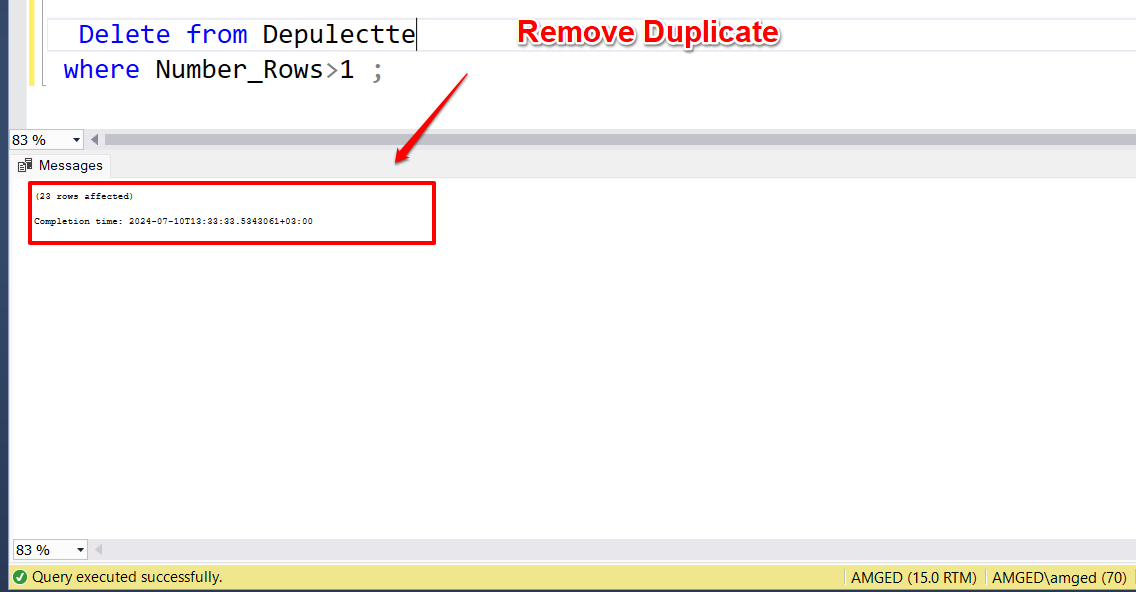 Delete from Depulectte
Remove Duplicate
where Number_Rows>1 ;
83 %
Messages
(23 rows affected)
Completion time: 2024-07-10T13:33:33.5343061+03:00
83 %
Query executed successfully.
AMGED (15.0 RTM)
AMGED\amged (70)